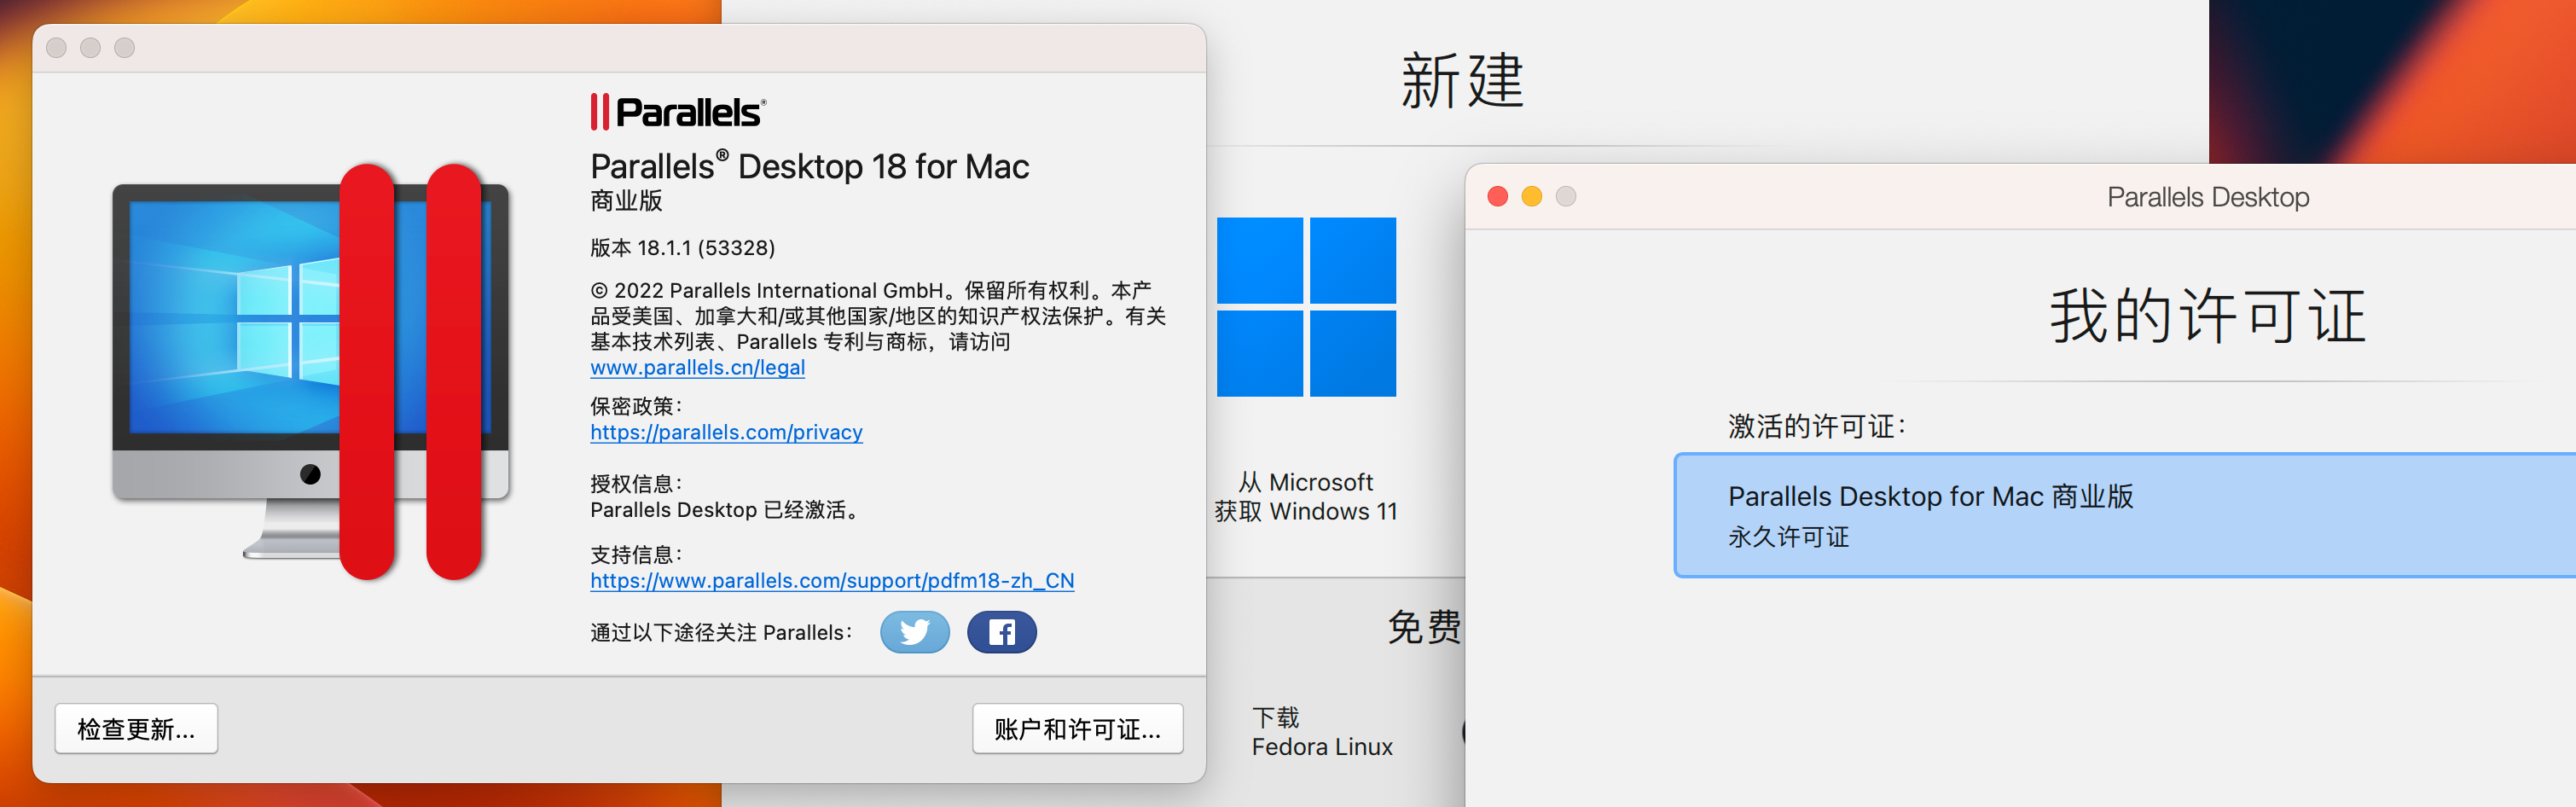 Parallels®
Parallels® Desktop 18 for Mac
商业版
版本 18.1.1 (53328)
© 2022 Parallels International GmbH。保留所有权利。本产
品受美国、加拿大和/或其他国家/地区的知识产权法保护。有关
基本技术列表、Parallels 专利与商标，请访问
www.parallels.cn/legal
保密政策：
https://parallels.com/privacy
授权信息：
Parallels Desktop 已经激活。
支持信息：
https://www.parallels.com/support/pdfm18-zh_CN
通过以下途径关注 Parallels：
检查更新...
账户和许可证...
新建
从 Microsoft
获取 Windows 11
免费
下载
Fedora Linux
Parallels Desktop
我的许可证
激活的许可证：
Parallels Desktop for Mac 商业版
永久许可证